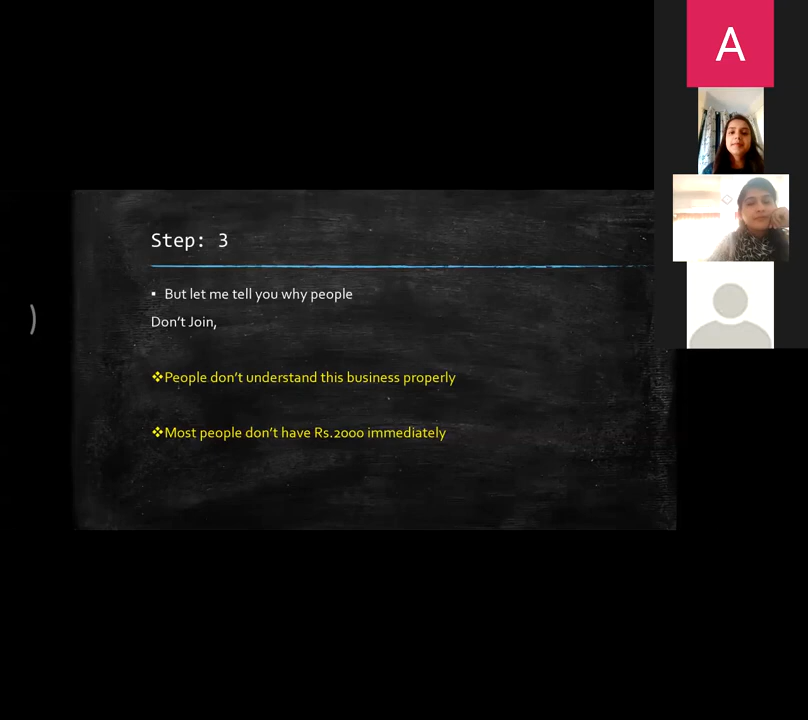 A
Step: 3
▪ But let me tell you why people
Don't Join,
❖People don't understand this business properly
❖Most people don't have Rs.2000 immediately